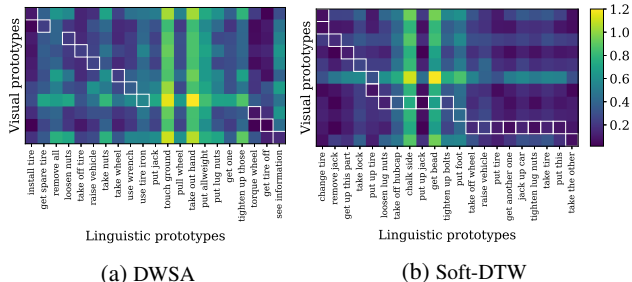 Visual prototypes
install tire
get spare tire
remove all
loosen nuts
take off tire
raise vehicle
take nuts
take wheel
use wrench
use tire iron
put jack
touch ground
pull wheel
take out hand
put allweight
put lug nuts
get one
tighten up those
torque wheel
get tire off
see information
Linguistic prototypes
(a) DWSA
Visual prototypes
change tire
remove jack
get up this part
take lock
put up tire
loosen lug nuts
take off hubcap
chalk side
put up jack
get beat
tighten up bolts
put foot
take off wheel
raise vehicle
put tire
get another one
jack up car
tighten lug nuts
take tire
put this
take the other
Linguistic prototypes
1.2
1.0
0.8
0.6
0.4
0.2
(b) Soft-DTW